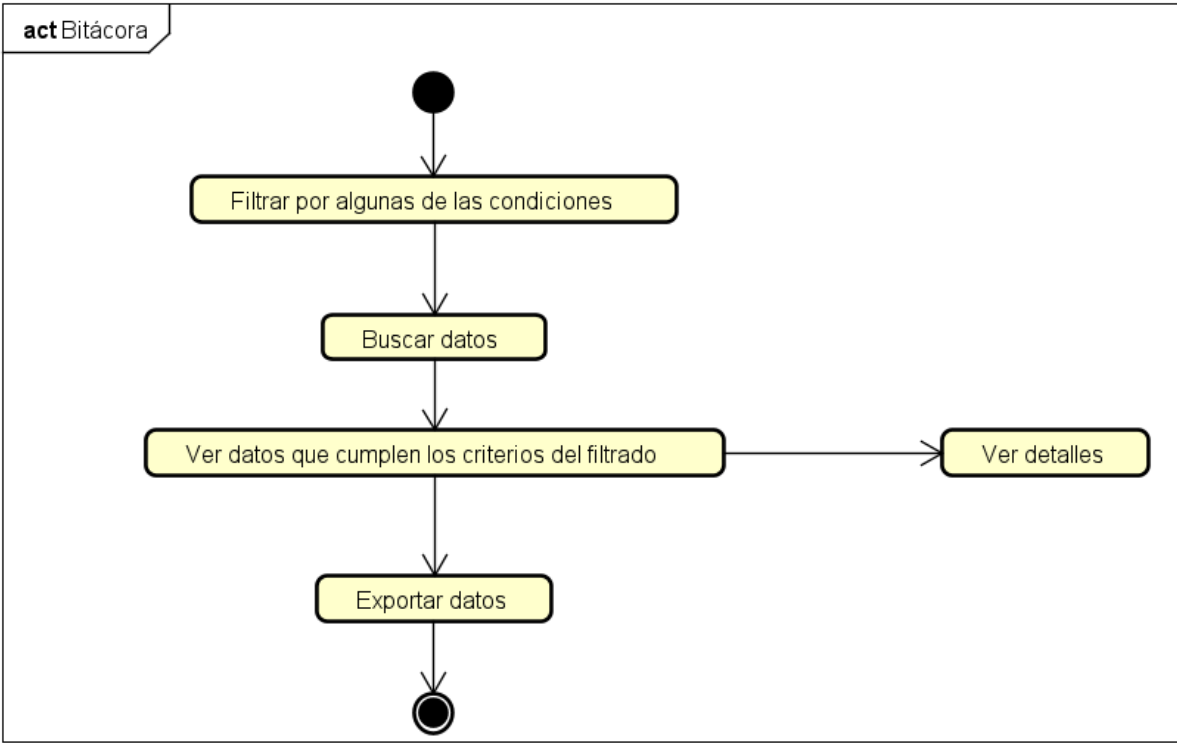 act Bitácora
Filtrar por algunas de las condiciones
Buscar datos
Ver datos que cumplen los criterios del filtrado
Ver detalles
Exportar datos